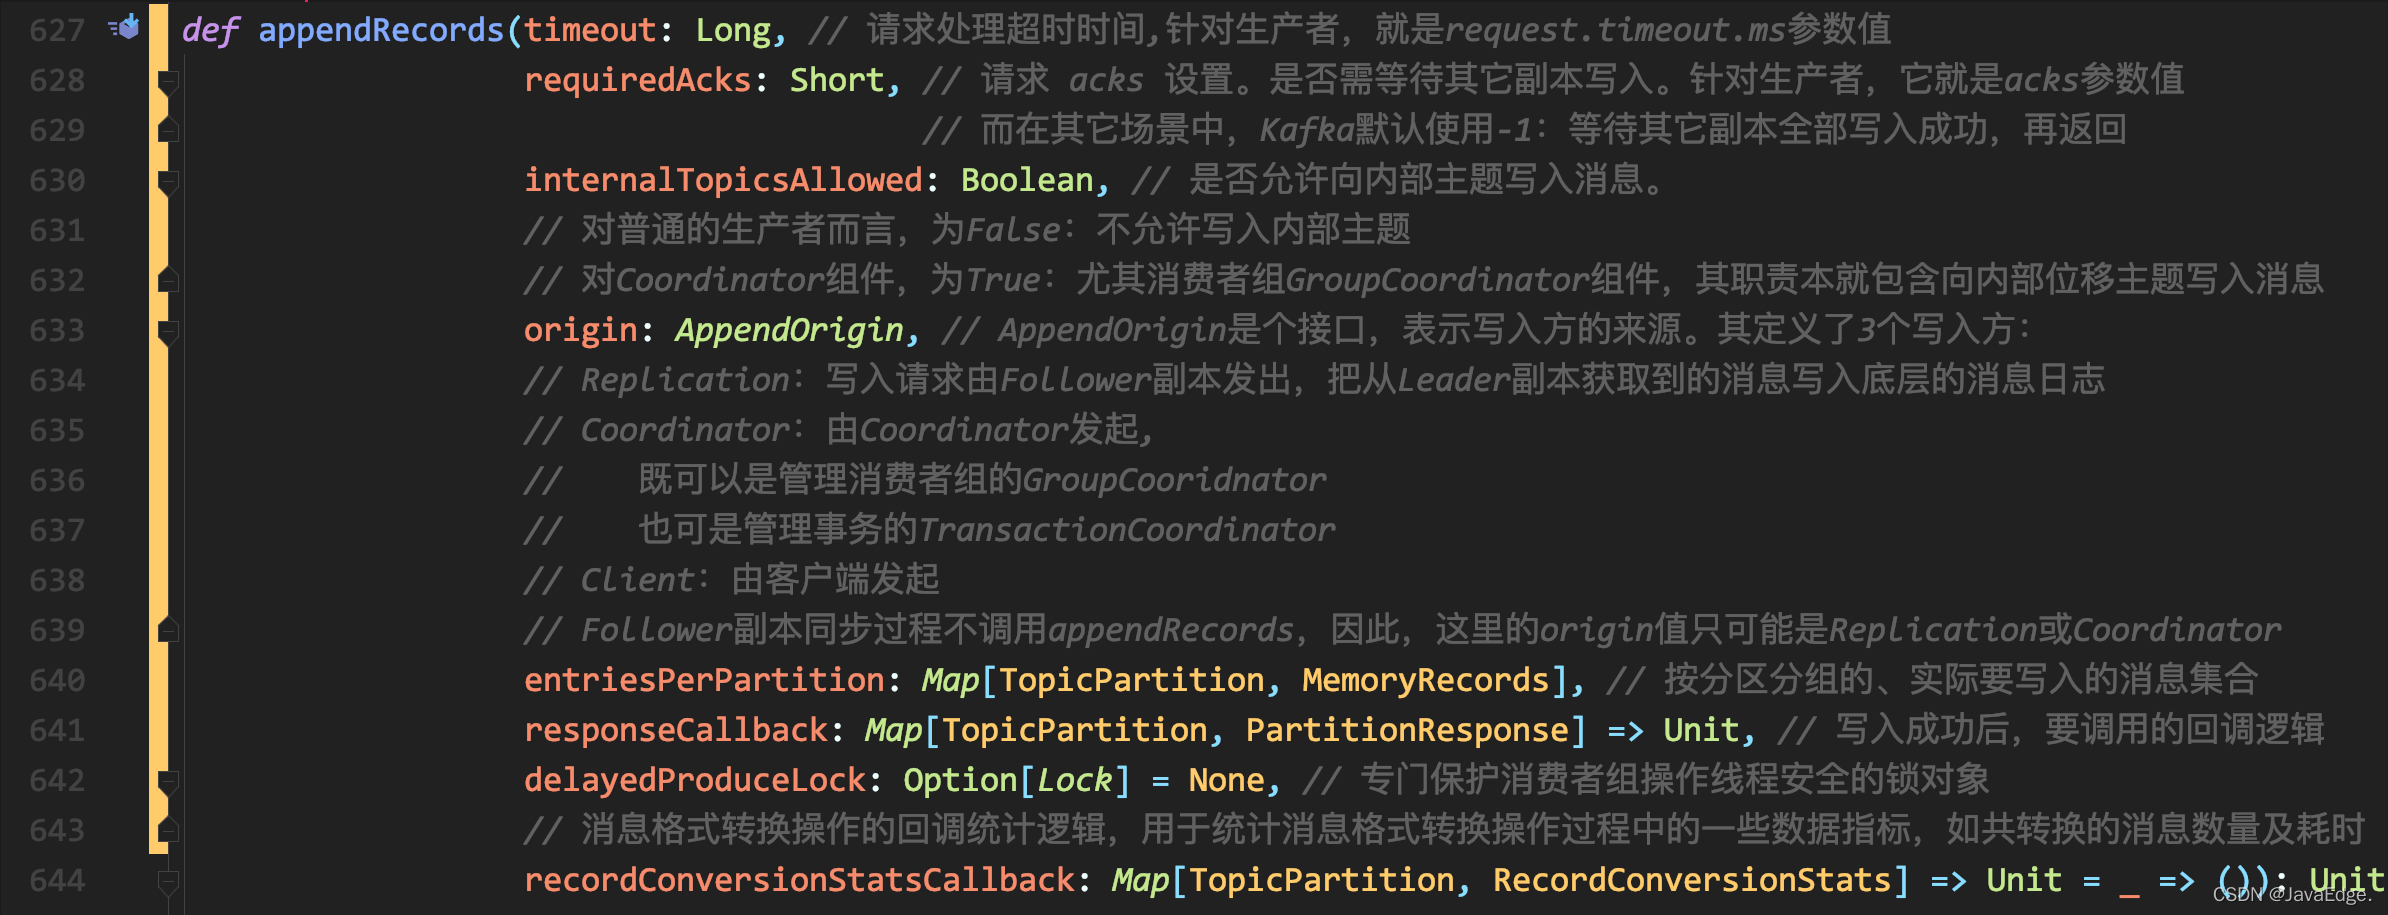 627 def appendRecords(timeout: Long, // 请求处理超时时间,针对生产者，就是request.timeout.ms参数值
628 requiredAcks: Short, // 请求 acks 设置。是否需等待其它副本写入。针对生产者，它就是acks参数值
629 // 而在其它场景中，Kafka默认使用-1：等待其它副本全部写入成功，再返回
630 internalTopicsAllowed: Boolean, // 是否允许向内部主题写入消息。
631 // 对普通的生产者而言，为False：不允许写入内部主题
632 // 对Coordinator组件，为True：尤其消费者组GroupCoordinator组件，其职责本就包含向内部位移主题写入消息
633 origin: AppendOrigin, // AppendOrigin是个接口，表示写入方的来源。其定义了3个写入方：
634 // Replication：写入请求由Follower副本发出，把从Leader副本获取到的消息写入底层的消息日志
635 // Coordinator：由Coordinator发起,
636 // 既可以是管理消费者组的GroupCooridnator
637 // 也可是管理事务的TransactionCoordinator
638 // Client：由客户端发起
639 // Follower副本同步过程不调用appendRecords，因此，这里的origin值只可能是Replication或Coordinator
640 entriesPerPartition: Map[TopicPartition, MemoryRecords], // 按分区分组的、实际要写入的消息集合
641 responseCallback: Map[TopicPartition, PartitionResponse] => Unit, // 写入成功后，要调用的回调逻辑
642 delayedProduceLock: Option[Lock] = None, // 专门保护消费者组操作线程安全的锁对象
643 // 消息格式转换操作的回调统计逻辑，用于统计消息格式转换操作过程中的一些数据指标，如共转换的消息数量及耗时
644 recordConversionStatsCallback: Map[TopicPartition, RecordConversionStats] => Unit = _ => ()): Unit
CSDN @JavaEdge.